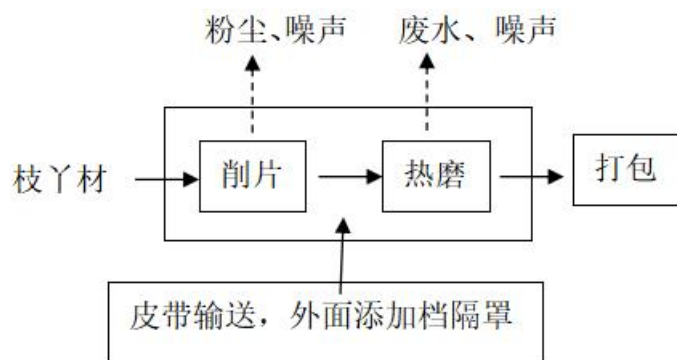 粉尘、噪声
废水、噪声
枝丫材
削片
热磨
打包
皮带输送，外面添加档隔罩